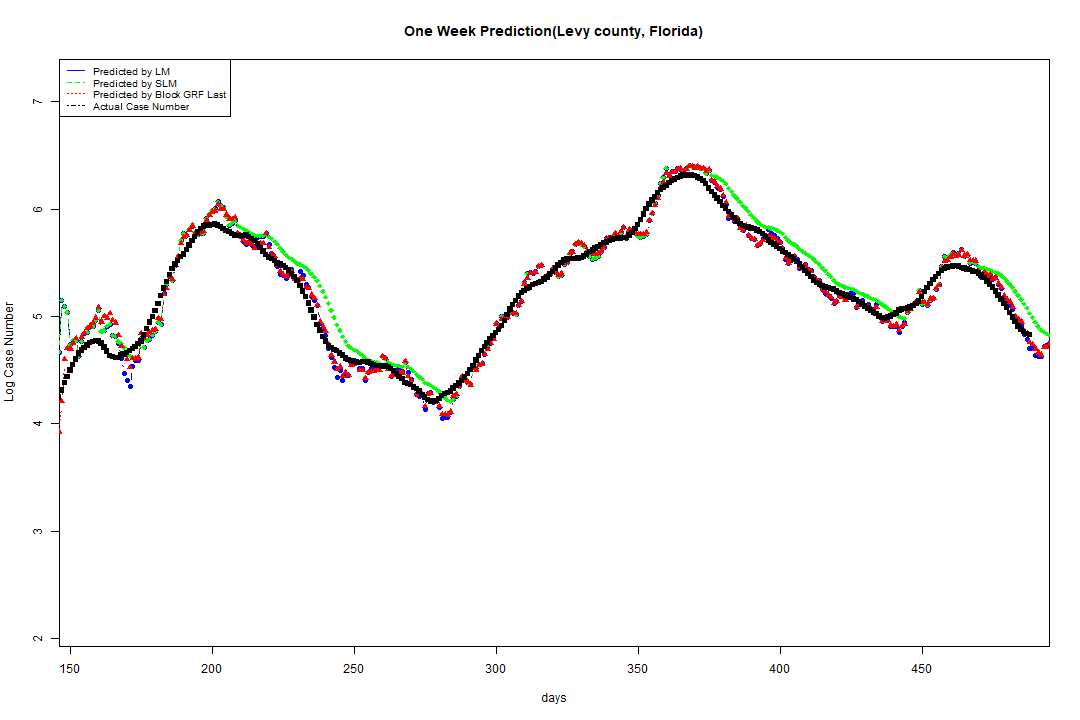 One Week Prediction(Levy county, Florida)
Predicted by LM
Predicted by SLM
Predicted by Block GRF Last
Actual Case Number
7
6
5
4
3
2
Log Case Number
150 200 250 300 350 400 450
days